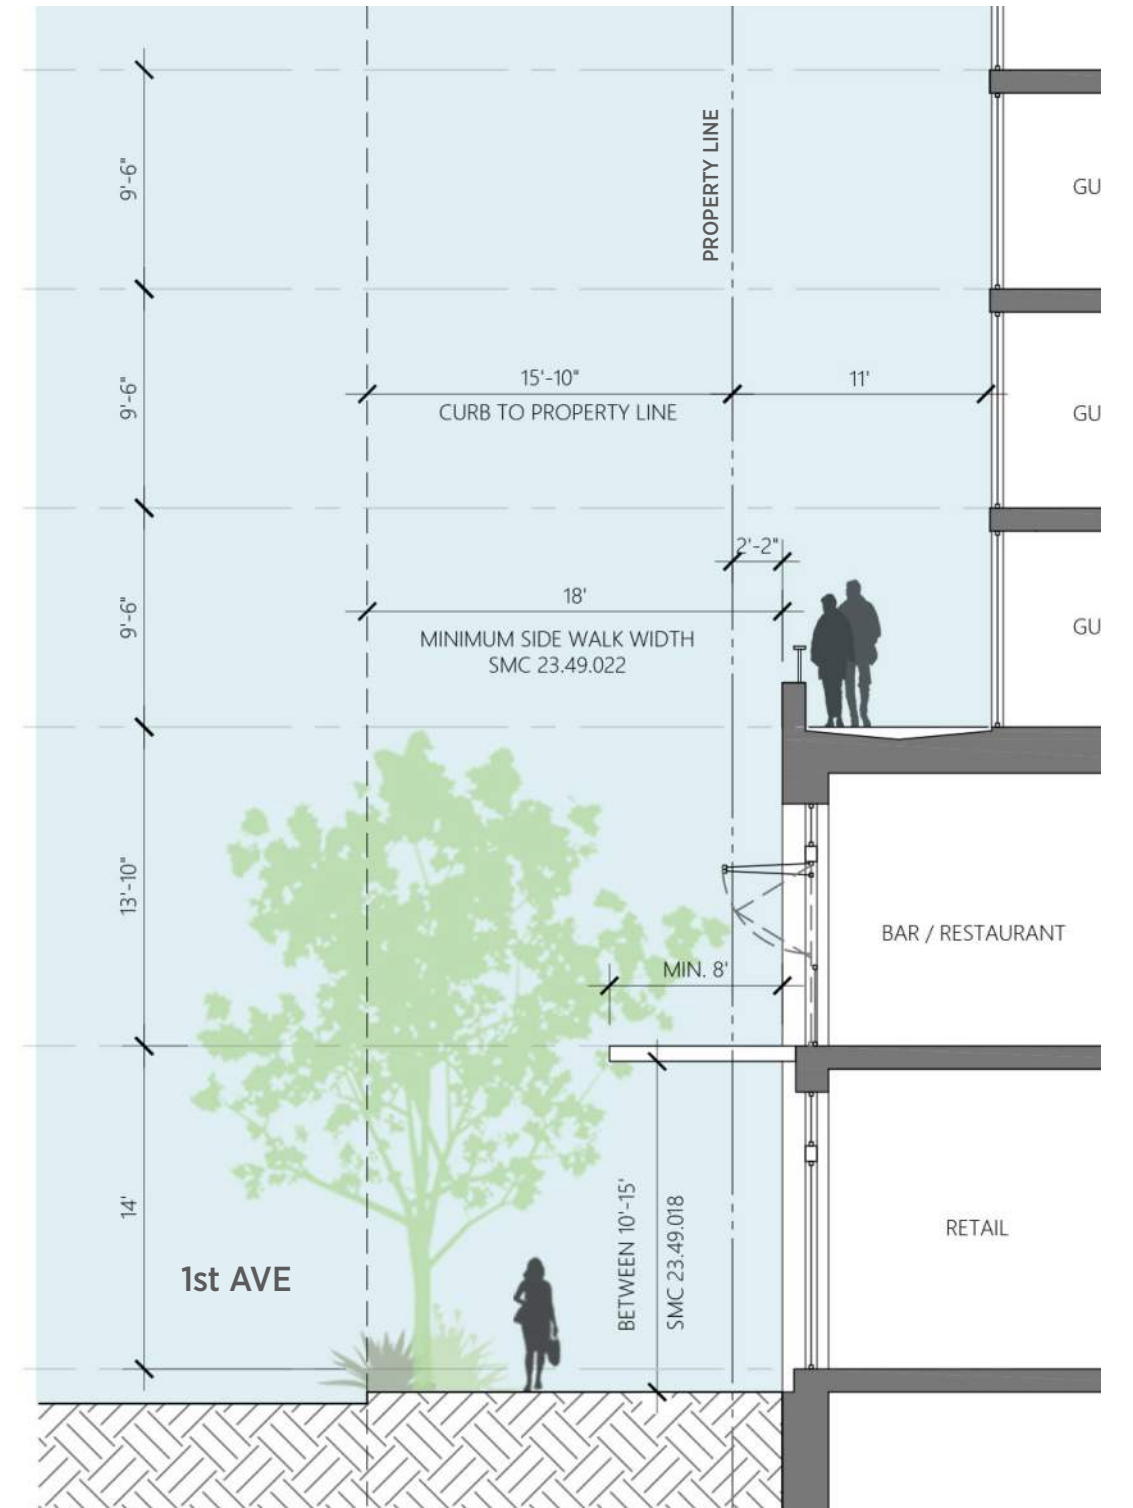 PROPERTY LINE
9'-6"
GU
15'-10"
11'
CURB TO PROPERTY LINE
9'-6"
GU
2'-2"
18'
MINIMUM SIDE WALK WIDTH
SMC 23.49.022
9'-6"
GU
13'-10"
BAR / RESTAURANT
MIN. 8'
14'
BETWEEN 10'-15'
SMC 23.49.018
RETAIL
1st AVE